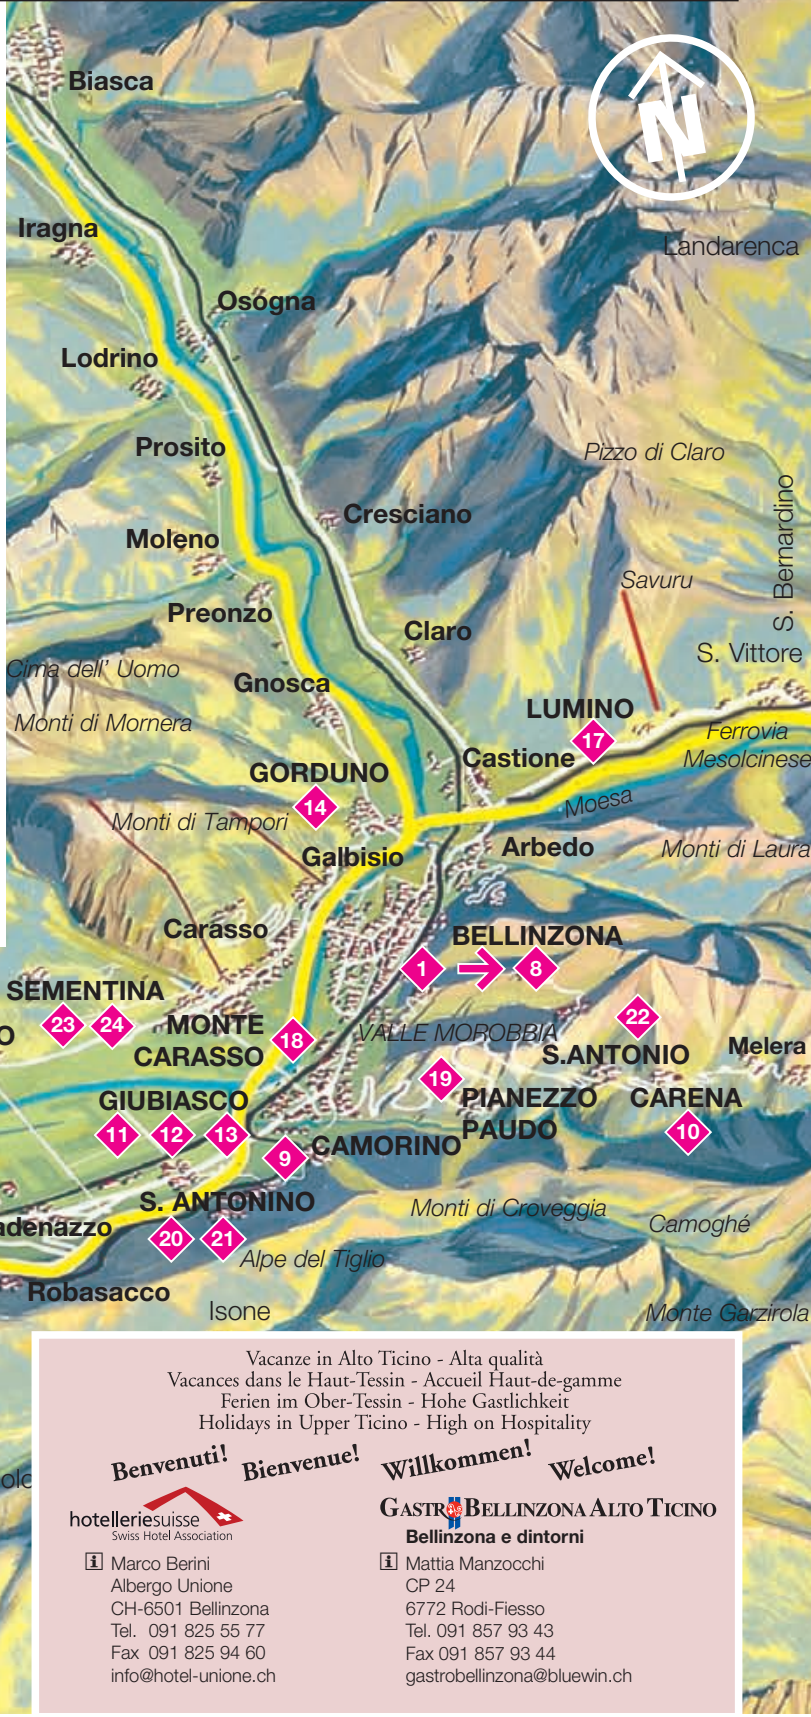 Biasca
N
Iragna
Landarenca
Osogna
Lodrino
Prosito
Pizzo di Claro
Cresciano
S. Bernardino
Moleno
Savuru
Preonzo
Claro
S. Vittore
Cima dell' Uomo
Gnosca
LUMINO
Monti di Mornera
Ferrovia
Mesolcinese
17
Castione
GORDUNO
14
Moesa
Monti di Tampori
Galbisio
Arbedo
Monti di Laura
Carasso
BELLINZONA
1
8
SEMENTINA
23
24
MONTE
CARASSO
18
VALLE MOROBBIA
22
S.ANTONIO
Melera
O
19
PIANEZZO
PAUDO
CARENA
10
GIUBIASCO
11
12
13
CAMORINO
9
S. ANTONINO
20
21
Monti di Croveggia
Camoghé
adenazzo
Alpe del Tiglio
Robasacco
Isone
Monte Garzirola
olo
Vacanze in Alto Ticino - Alta qualità
Vacances dans le Haut-Tessin - Accueil Haut-de-gamme
Ferien im Ober-Tessin - Hohe Gastlichkeit
Holidays in Upper Ticino - High on Hospitality
Benvenuti! Bienvenue! Willkommen! Welcome!
hotelleriesuisse
Swiss Hotel Association
Marco Berini
Albergo Unione
CH-6501 Bellinzona
Tel. 091 825 55 77
Fax 091 825 94 60
info@hotel-unione.ch
GASTROBELLINZONA ALTO TICINO
Bellinzona e dintorni
Mattia Manzocchi
CP 24
6772 Rodi-Fiesso
Tel. 091 857 93 43
Fax 091 857 93 44
gastrobellinzona@bluewin.ch